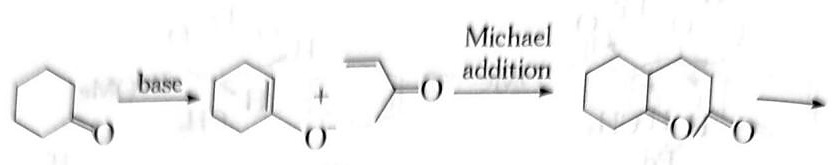 Michael
base
addition
+
O
O
O⁻
O
O